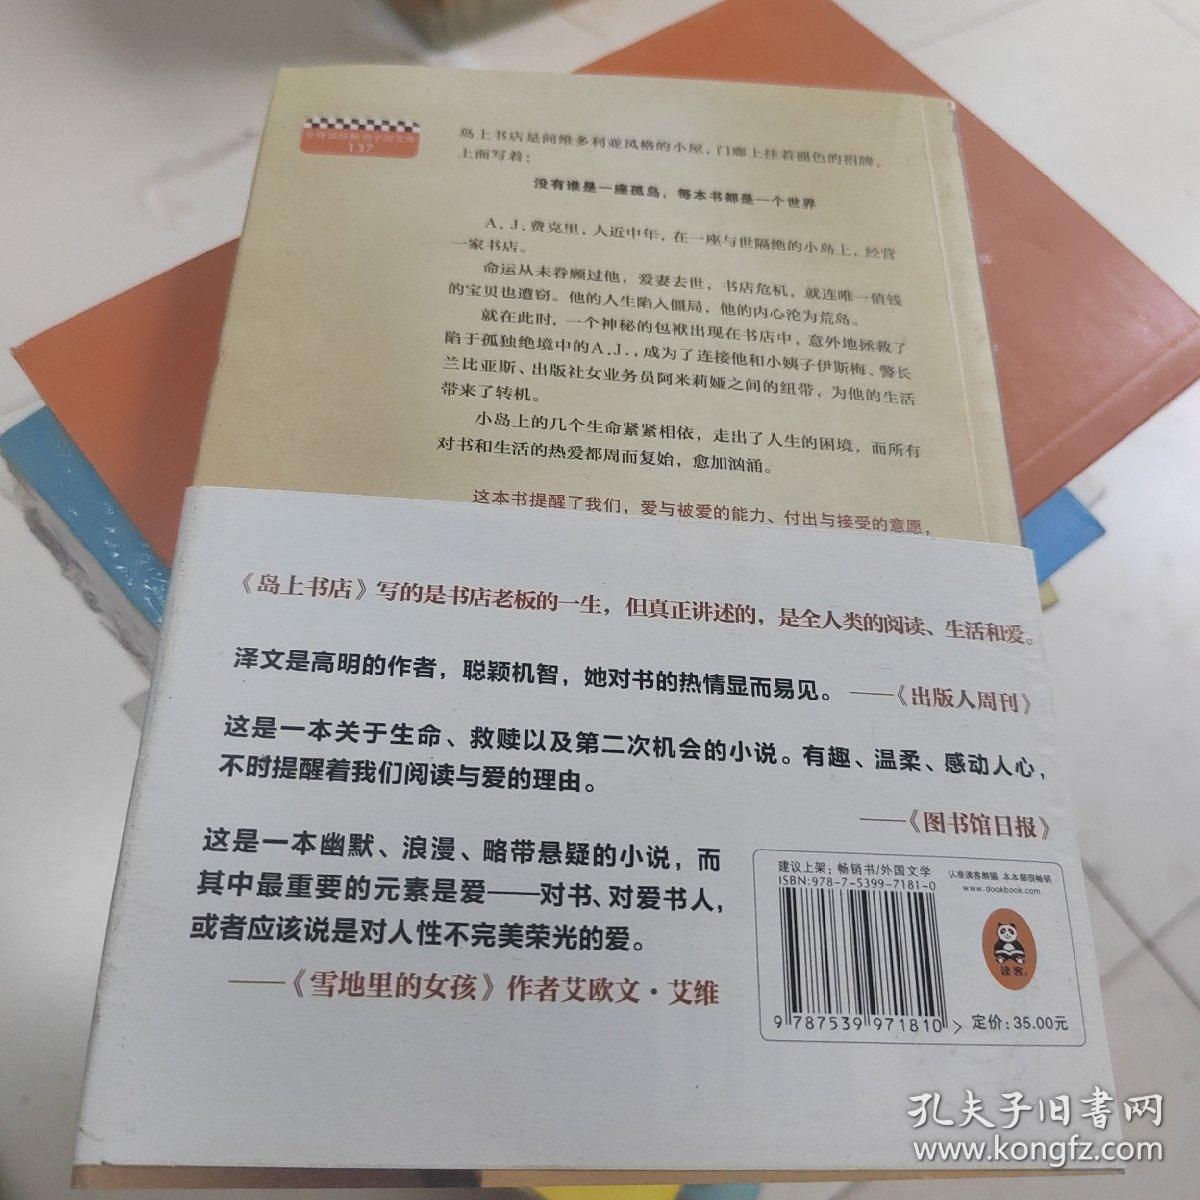 137
岛上书店是间维多利亚风格的小屋，门廊上挂着褪色的招牌，
上面写着：
没有谁是一座孤岛，每本书都是一个世界
A．J．费克里，人近中年，在一座与世隔绝的小岛上，经营
一家书店。
命运从未眷顾过他，爱妻去世，书店危机，就连唯一值钱
的宝贝也遭窃。他的人生陷入僵局，他的内心沦为荒岛。
就在此时，一个神秘的包袱出现在书店中，意外地拯救了
陷于孤独绝境中的A．J．，成为了连接他和小姨子伊斯梅、警长
兰比亚斯、出版社女业务员阿米莉娅之间的纽带，为他的生活
带来了转机。
小岛上的几个生命紧紧相依，走出了人生的困境，而所有
对书和生活的热爱都周而复始，愈加汹涌。
这本书提醒了我们，爱与被爱的能力、付出与接受的意愿，
《岛上书店》写的是书店老板的一生，但真正讲述的，是全人类的阅读、生活和爱。
泽文是高明的作者，聪颖机智，她对书的热情显而易见。——《出版人周刊》
这是一本关于生命、救赎以及第二次机会的小说。有趣、温柔、感动人心，
不时提醒着我们阅读与爱的理由。
——《图书馆日报》
这是一本幽默、浪漫、略带悬疑的小说，而
其中最重要的元素是爱——对书、对爱书人，
或者应该说是对人性不完美荣光的爱。
——《雪地里的女孩》作者艾欧文·艾维
建议上架：畅销书/外国文学
ISBN:978-7-5399-7181-0
认准读客熊猫 本本都很畅销
www.dookbook.com
读客
9 787539 971810 >
定价：35.00元
孔夫子旧书网
www.kongfz.com